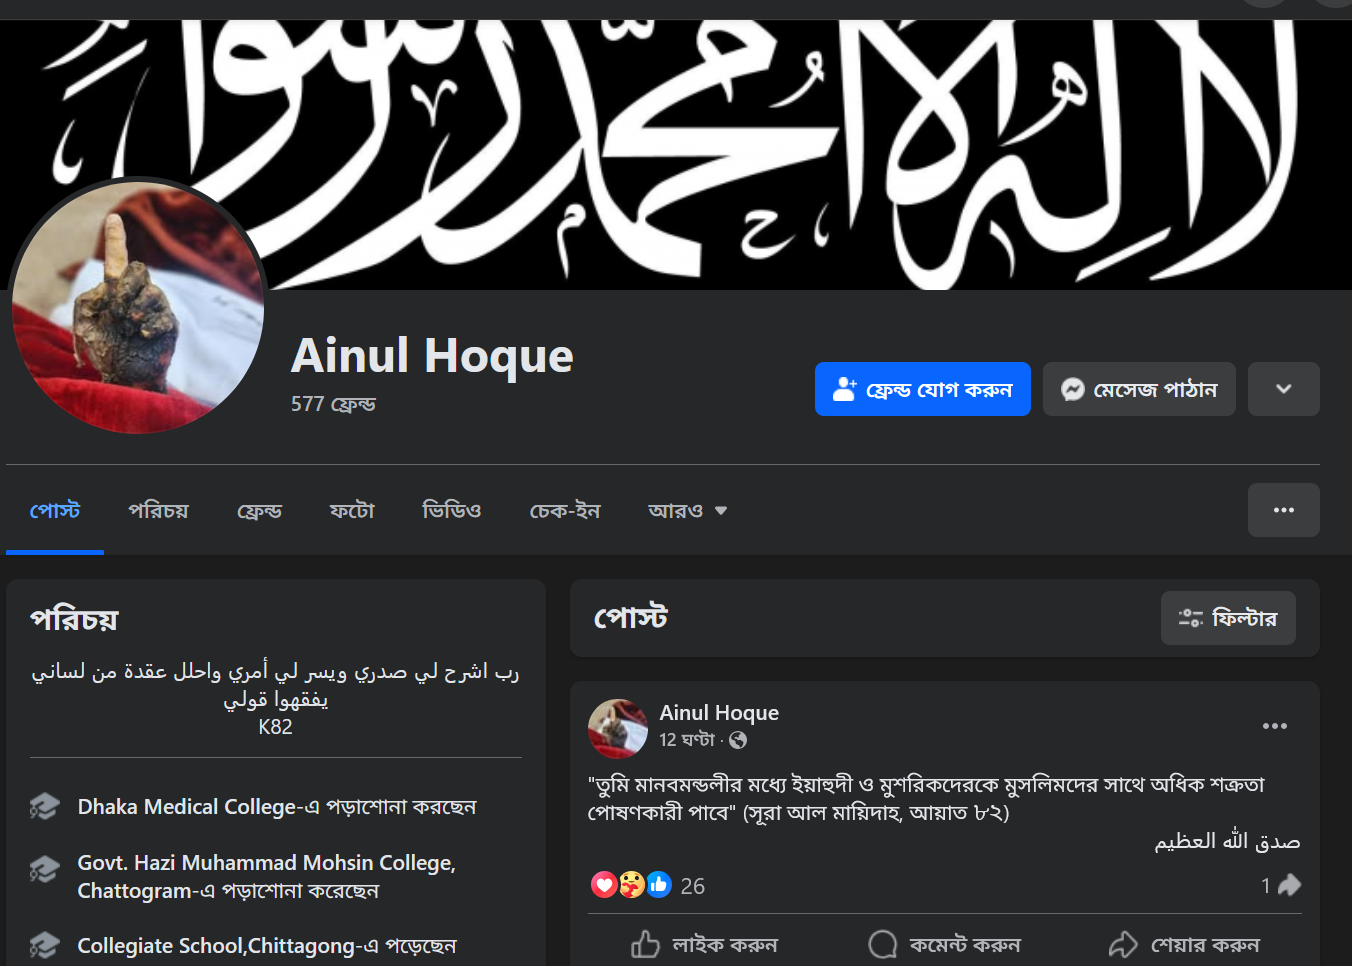 لا إله إلا الله محمد رسول
Ainul Hoque
577 ফ্রেন্ড
ফ্রেন্ড যোগ করুন
মেসেজ পাঠান
পোস্ট
পরিচয়
ফ্রেন্ড
ফটো
ভিডিও
চেক-ইন
আরও
পরিচয়
رب اشرح لي صدري ويسر لي أمري واحلل عقدة من لساني
يفقهوا قولي
K82
Dhaka Medical College-এ পড়াশোনা করছেন
Govt. Hazi Muhammad Mohsin College,
Chattogram-এ পড়াশোনা করেছেন
Collegiate School,Chittagong-এ পড়েছেন
পোস্ট
ফিল্টার
Ainul Hoque
12 ঘণ্টা ·
"তুমি মানবমন্ডলীর মধ্যে ইয়াহুদী ও মুশরিকদেরকে মুসলিমদের সাথে অধিক শত্রুতা
পোষণকারী পাবে" (সূরা আল মায়িদাহ, আয়াত ৮২)
صدق الله العظيم
26
1
লাইক করুন
কমেন্ট করুন
শেয়ার করুন